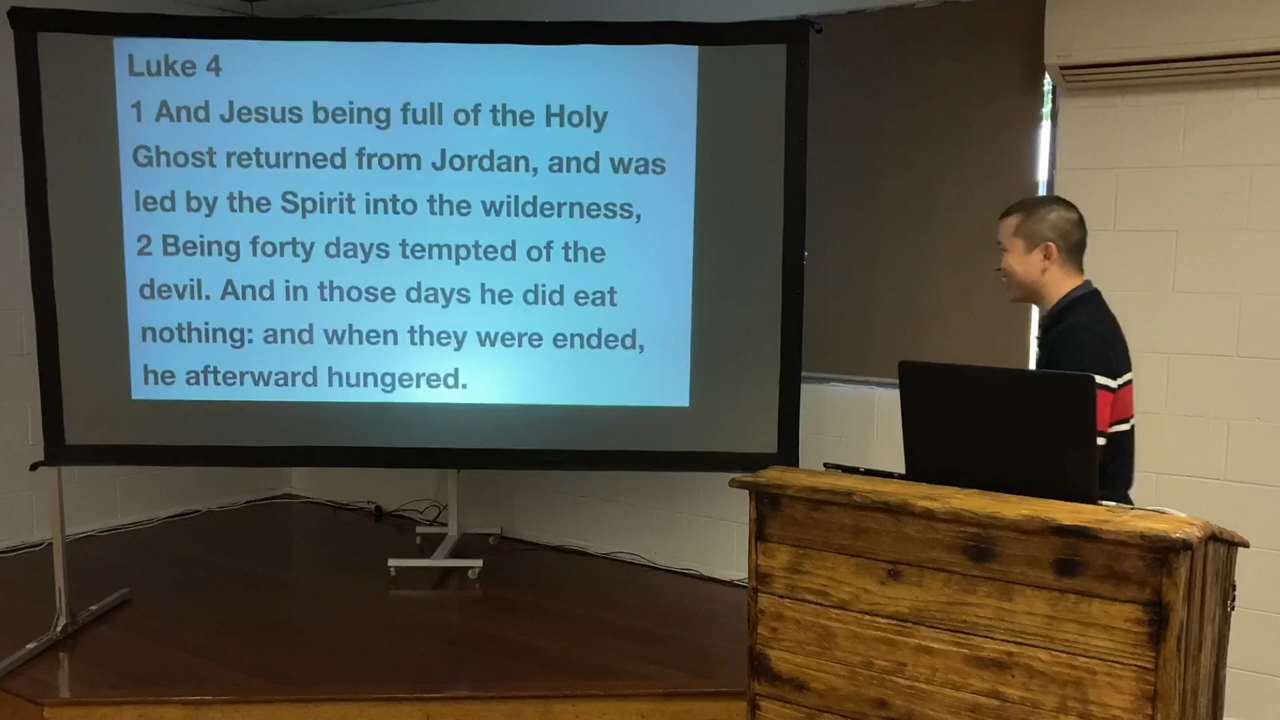 Luke 4
1 And Jesus being full of the Holy
Ghost returned from Jordan, and was
led by the Spirit into the wilderness,
2 Being forty days tempted of the
devil. And in those days he did eat
nothing: and when they were ended,
he afterward hungered.